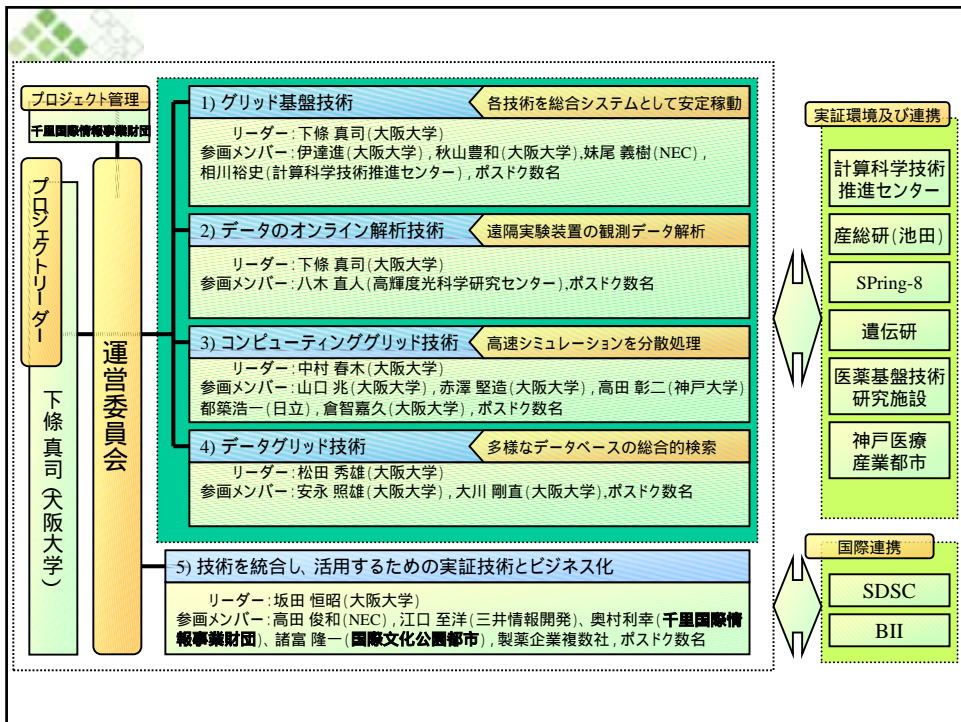 プロジェクト管理
千里国際情報事業財団
プロジェクトリーダー
下條 真司 (大阪大学)
運営委員会
1) グリッド基盤技術
各技術を総合システムとして安定稼動
リーダー:下條 真司(大阪大学)
参画メンバー:伊達進(大阪大学) , 秋山豊和(大阪大学),妹尾 義樹(NEC) ,
相川裕史(計算科学技術推進センター) , ポスドク数名
2) データのオンライン解析技術
遠隔実験装置の観測データ解析
リーダー:下條 真司(大阪大学)
参画メンバー:八木 直人(高輝度光科学研究センター),ポスドク数名
3) コンピューティンググリッド技術
高速シミュレーションを分散処理
リーダー:中村 春木(大阪大学)
参画メンバー:山口 兆(大阪大学) , 赤澤 堅造(大阪大学) , 高田 彰二(神戸大学)
都築浩一(日立) , 倉智嘉久(大阪大学) , ポスドク数名
4) データグリッド技術
多様なデータベースの総合的検索
リーダー:松田 秀雄(大阪大学)
参画メンバー:安永 照雄(大阪大学) , 大川 剛直(大阪大学),ポスドク数名
5) 技術を統合し、活用するための実証技術とビジネス化
リーダー:坂田 恒昭(大阪大学)
参画メンバー:高田 俊和(NEC) , 江口 至洋(三井情報開発)、奥村利幸(千里国際情
報事業財団)、諸富 隆一(国際文化公園都市) , 製薬企業複数社 , ポスドク数名
実証環境及び連携
計算科学技術
推進センター
産総研(池田)
SPring-8
遺伝研
医薬基盤技術
研究施設
神戸医療
産業都市
国際連携
SDSC
BII